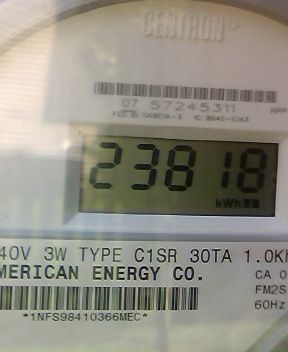 CENTRON®
07 57245311
23818
kWh
40V 3W TYPE C1SR 30TA 1.0K
MERICAN ENERGY CO.
CA 0
FM2S
60Hz
*1NFS98410366MEC*